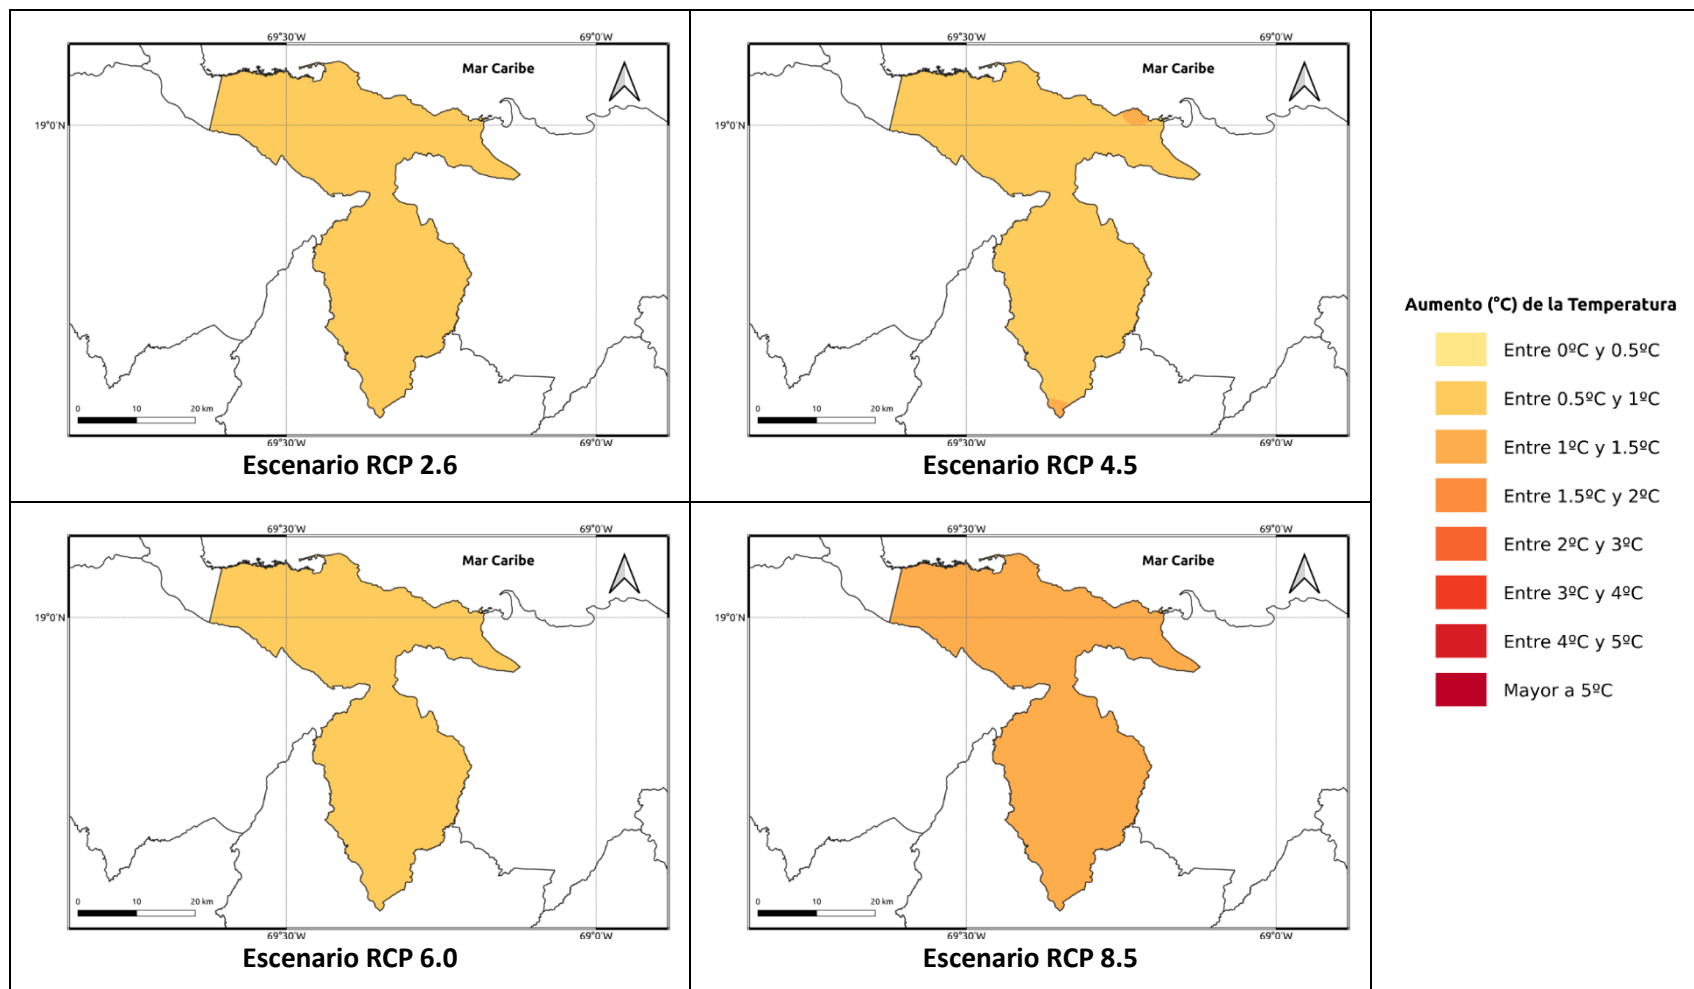 69°30'W 69°0'W
Mar Caribe
19°0'N
0 10 20 km
69°30'W 69°0'W
Escenario RCP 2.6
69°30'W 69°0'W
Mar Caribe
19°0'N
0 10 20 km
69°30'W 69°0'W
Escenario RCP 4.5
69°30'W 69°0'W
Mar Caribe
19°0'N
0 10 20 km
69°30'W 69°0'W
Escenario RCP 6.0
69°30'W 69°0'W
Mar Caribe
19°0'N
0 10 20 km
69°30'W 69°0'W
Escenario RCP 8.5
Aumento (°C) de la Temperatura
Entre 0ºC y 0.5ºC
Entre 0.5ºC y 1ºC
Entre 1ºC y 1.5ºC
Entre 1.5ºC y 2ºC
Entre 2ºC y 3ºC
Entre 3ºC y 4ºC
Entre 4ºC y 5ºC
Mayor a 5ºC